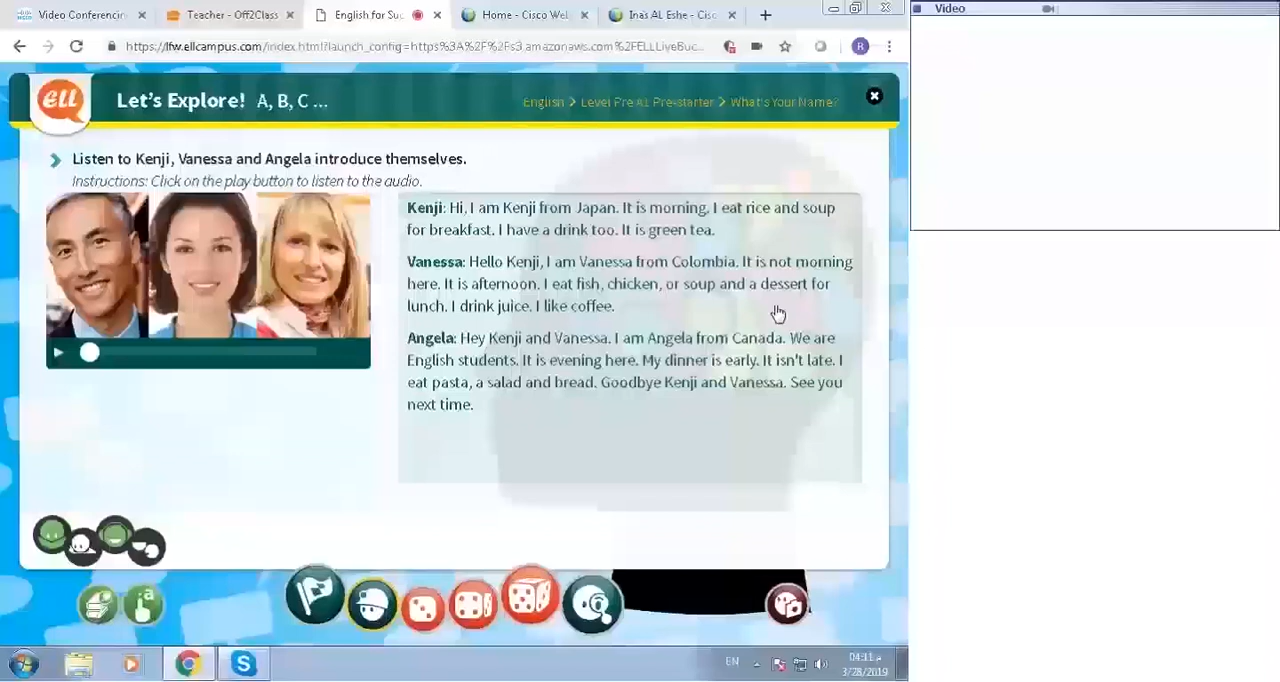 Video Conferencin
Teacher - Off2Class
English for Suc
Home - Cisco Wel
Inas AL Eshe - Cisc
Video
https://lfw.ellcampus.com/index.html?launch_config=https%3A%2F%2Fs3.amazonaws.com%2FELLLiveBuc...
R
ell
Let's Explore! A, B, C ...
English > Level Pre A1 Pre-starter > What's Your Name?
Listen to Kenji, Vanessa and Angela introduce themselves.
Instructions: Click on the play button to listen to the audio.
Kenji: Hi, I am Kenji from Japan. It is morning. I eat rice and soup
for breakfast. I have a drink too. It is green tea.
Vanessa: Hello Kenji, I am Vanessa from Colombia. It is not morning
here. It is afternoon. I eat fish, chicken, or soup and a dessert for
lunch. I drink juice. I like coffee.
Angela: Hey Kenji and Vanessa. I am Angela from Canada. We are
English students. It is evening here. My dinner is early. It isn't late. I
eat pasta, a salad and bread. Goodbye Kenji and Vanessa. See you
next time.
a
EN
04:11 م
3/28/2019